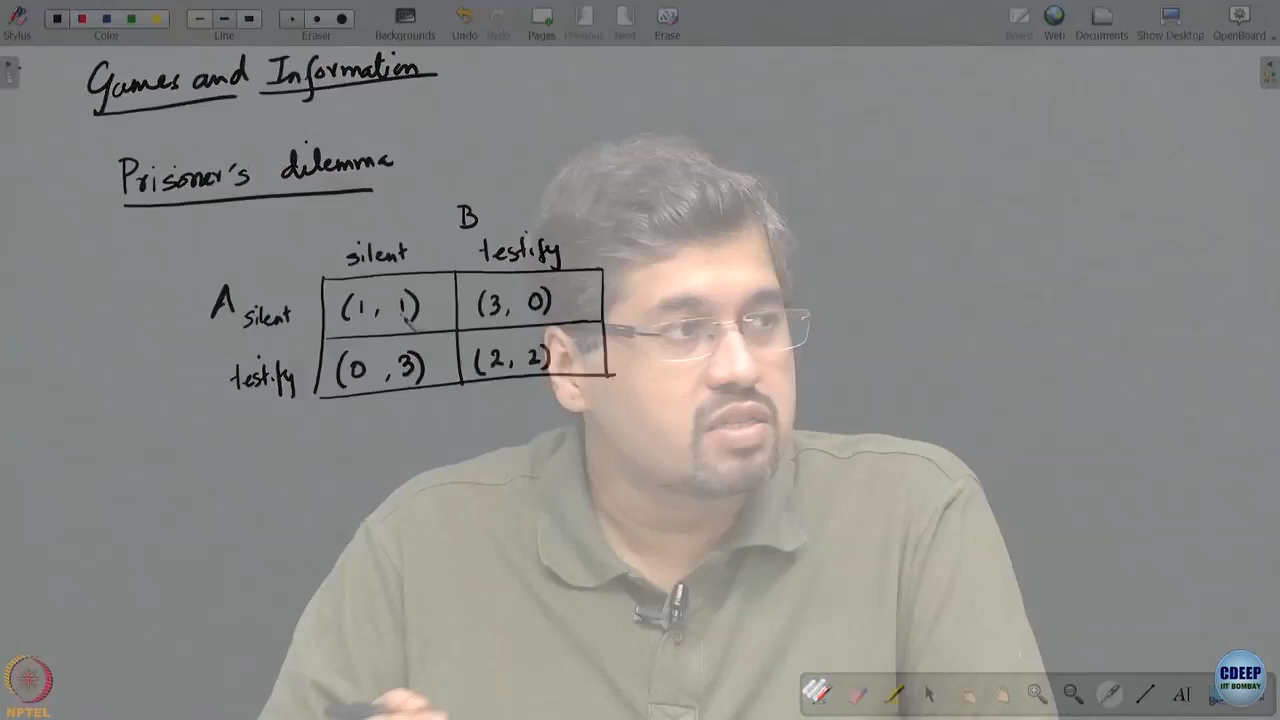 Stylus Color Line Eraser Backgrounds Undo Redo Pages Previous Next Erase Board Web Documents Show Desktop OpenBoard
Games and Information
Prisoner's dilemma
B
silent testify
A silent (1, 1) (3, 0)
testify (0, 3) (2, 2)
NPTEL
CDEEP
IIT BOMBAY